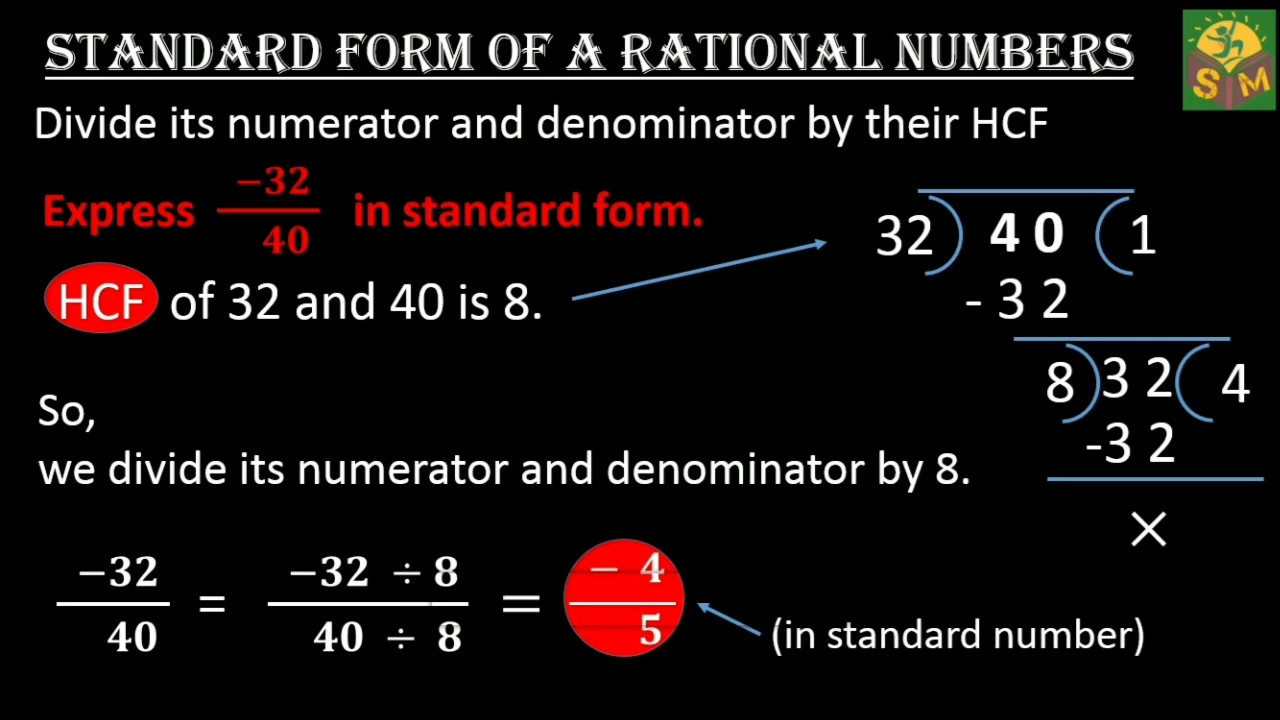 STANDARD FORM OF A RATIONAL NUMBERS
S M
Divide its numerator and denominator by their HCF
Express −32/40 in standard form.
HCF of 32 and 40 is 8.
32) 4 0 (1
- 3 2
8) 3 2 ( 4
-3 2
×
So,
we divide its numerator and denominator by 8.
−32/40 = −32 ÷ 8/40 ÷ 8 = − 4/5
(in standard number)